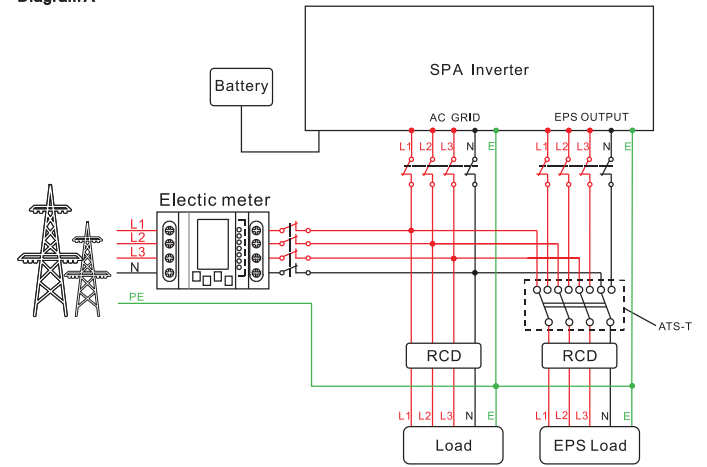 Diagram A
SPA Inverter
Battery
AC GRID EPS OUTPUT
L1 L2 L3 N E L1 L2 L3 N E
Electic meter
L1
L2
L3
N
PE
ATS-T
RCD RCD
L1 L2 L3 N E L1 L2 L3 N E
Load EPS Load